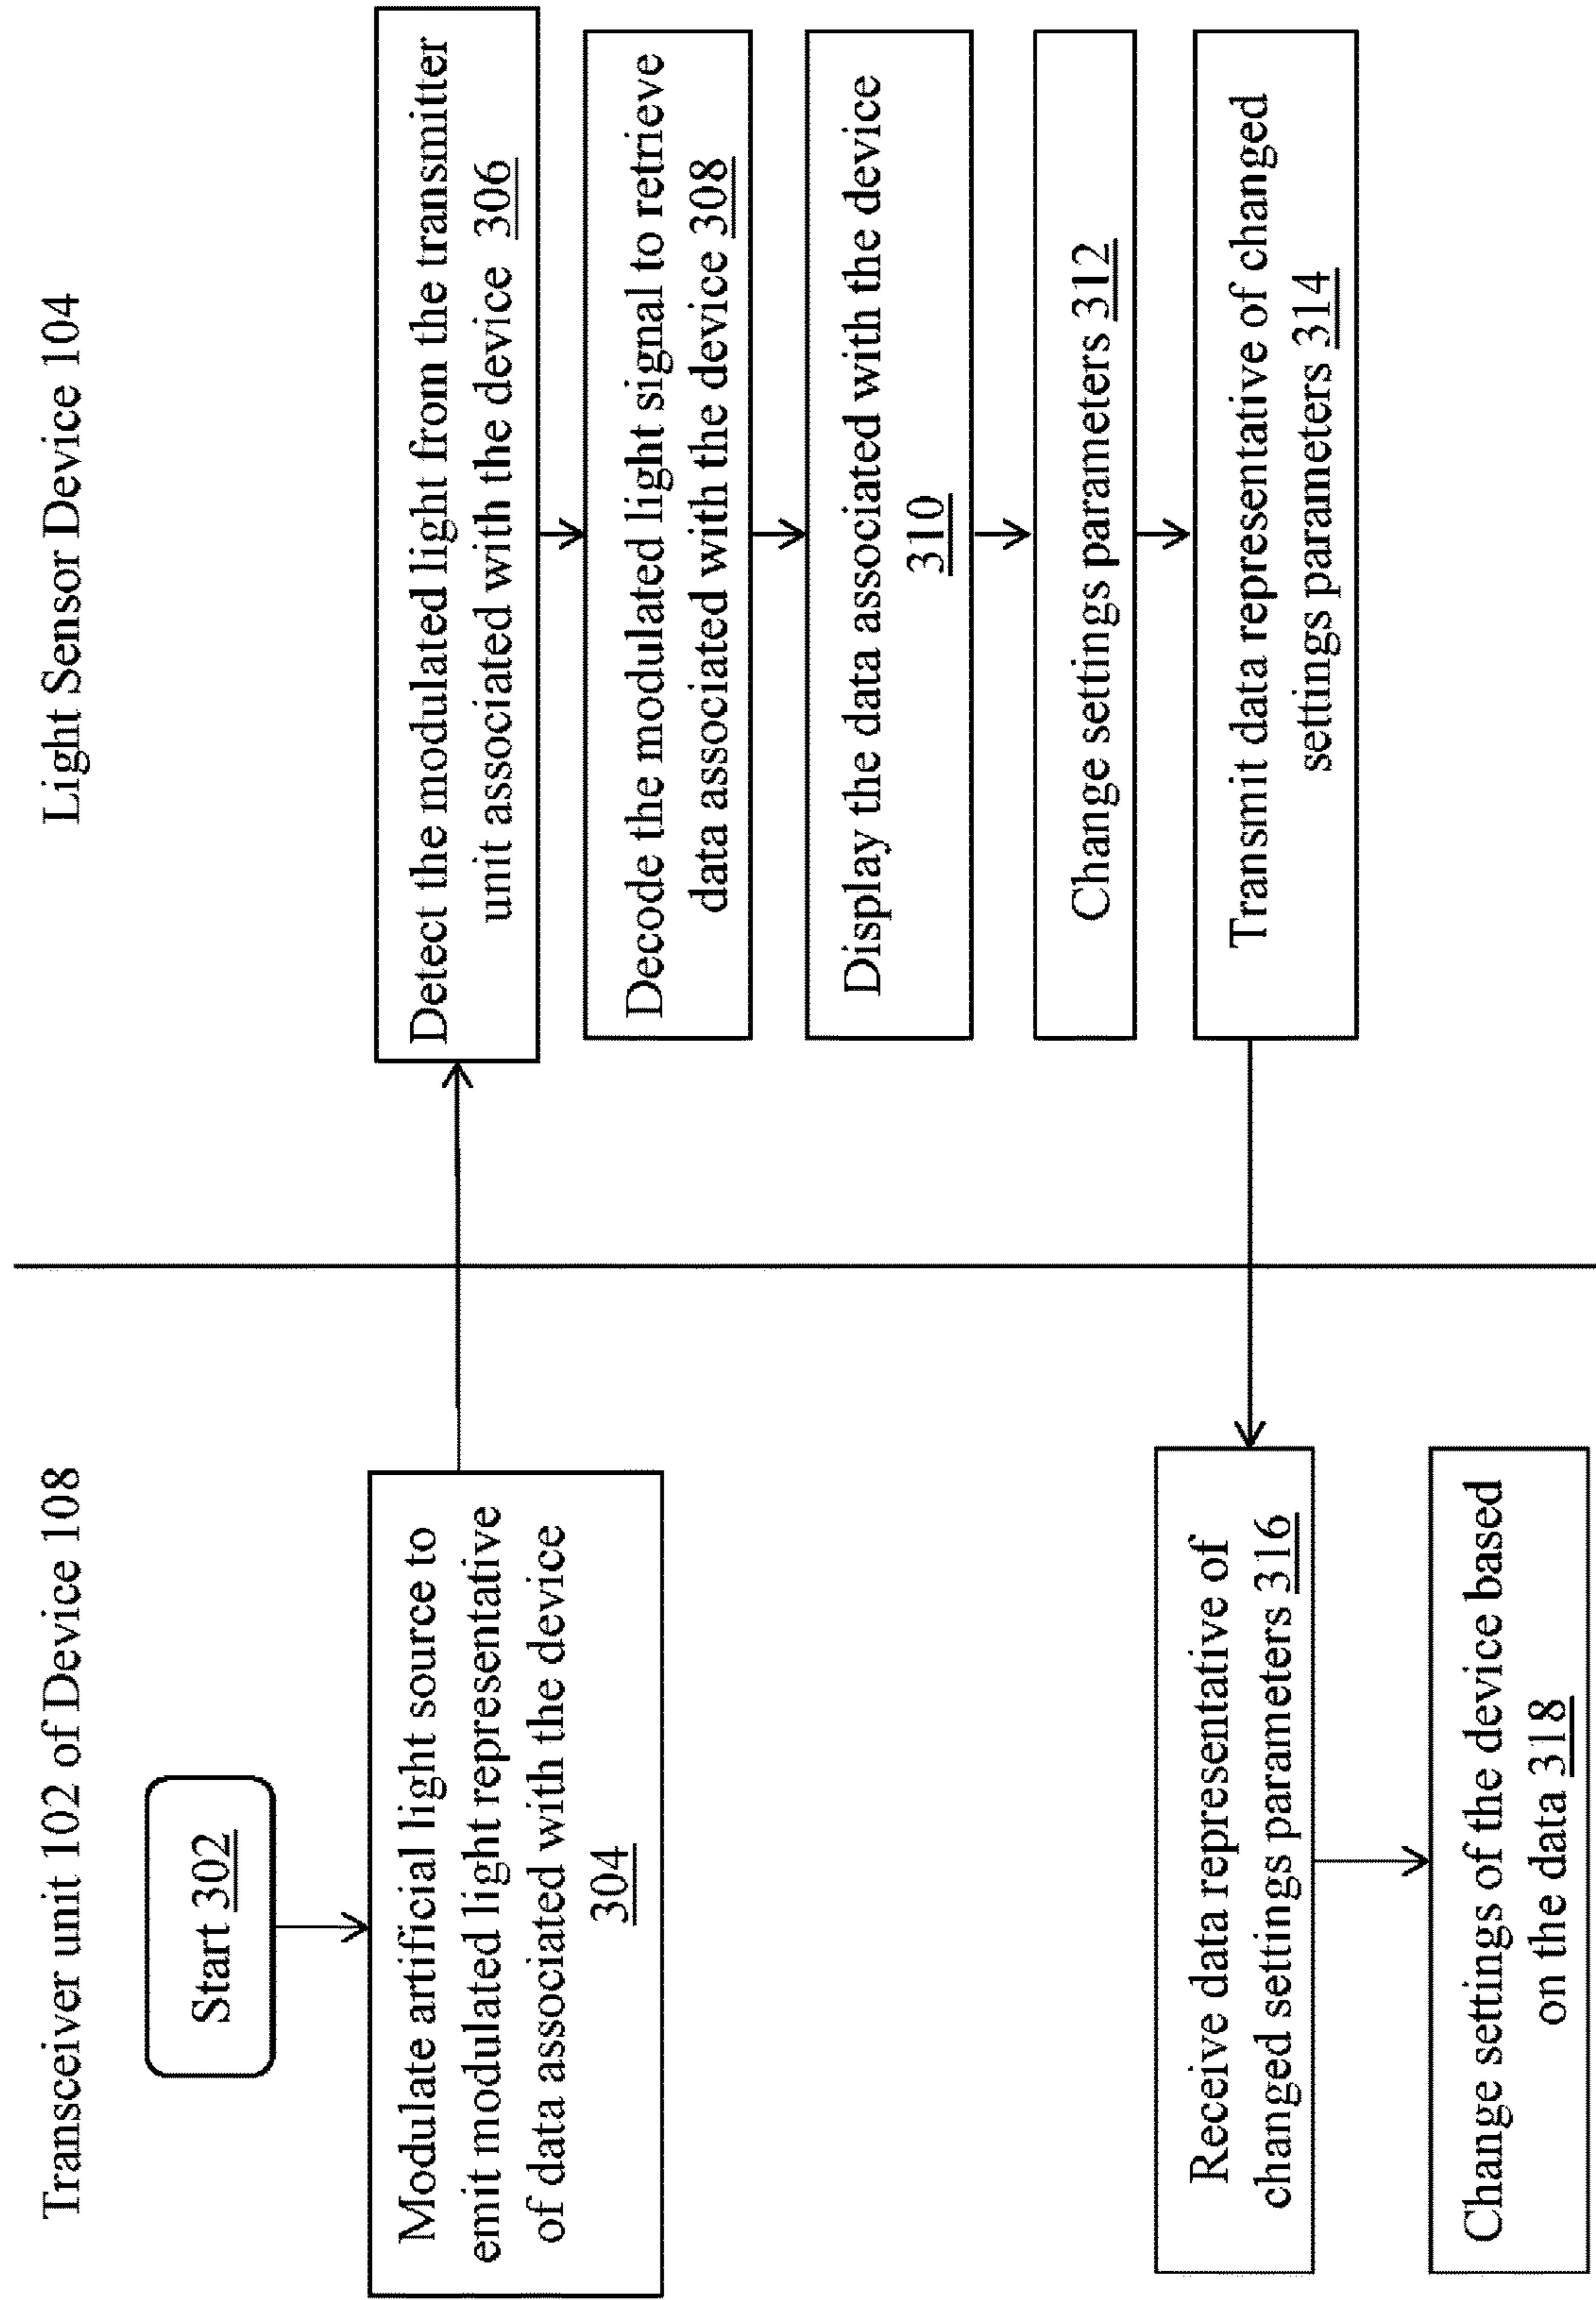 Transceiver unit 102 of Device 108
Light Sensor Device 104
Start 302
Modulate artificial light source to
emit modulated light representative
of data associated with the device
304
Detect the modulated light from the transmitter
unit associated with the device 306
Decode the modulated light signal to retrieve
data associated with the device 308
Display the data associated with the device
310
Change settings parameters 312
Transmit data representative of changed
settings parameters 314
Receive data representative of
changed settings parameters 316
Change settings of the device based
on the data 318